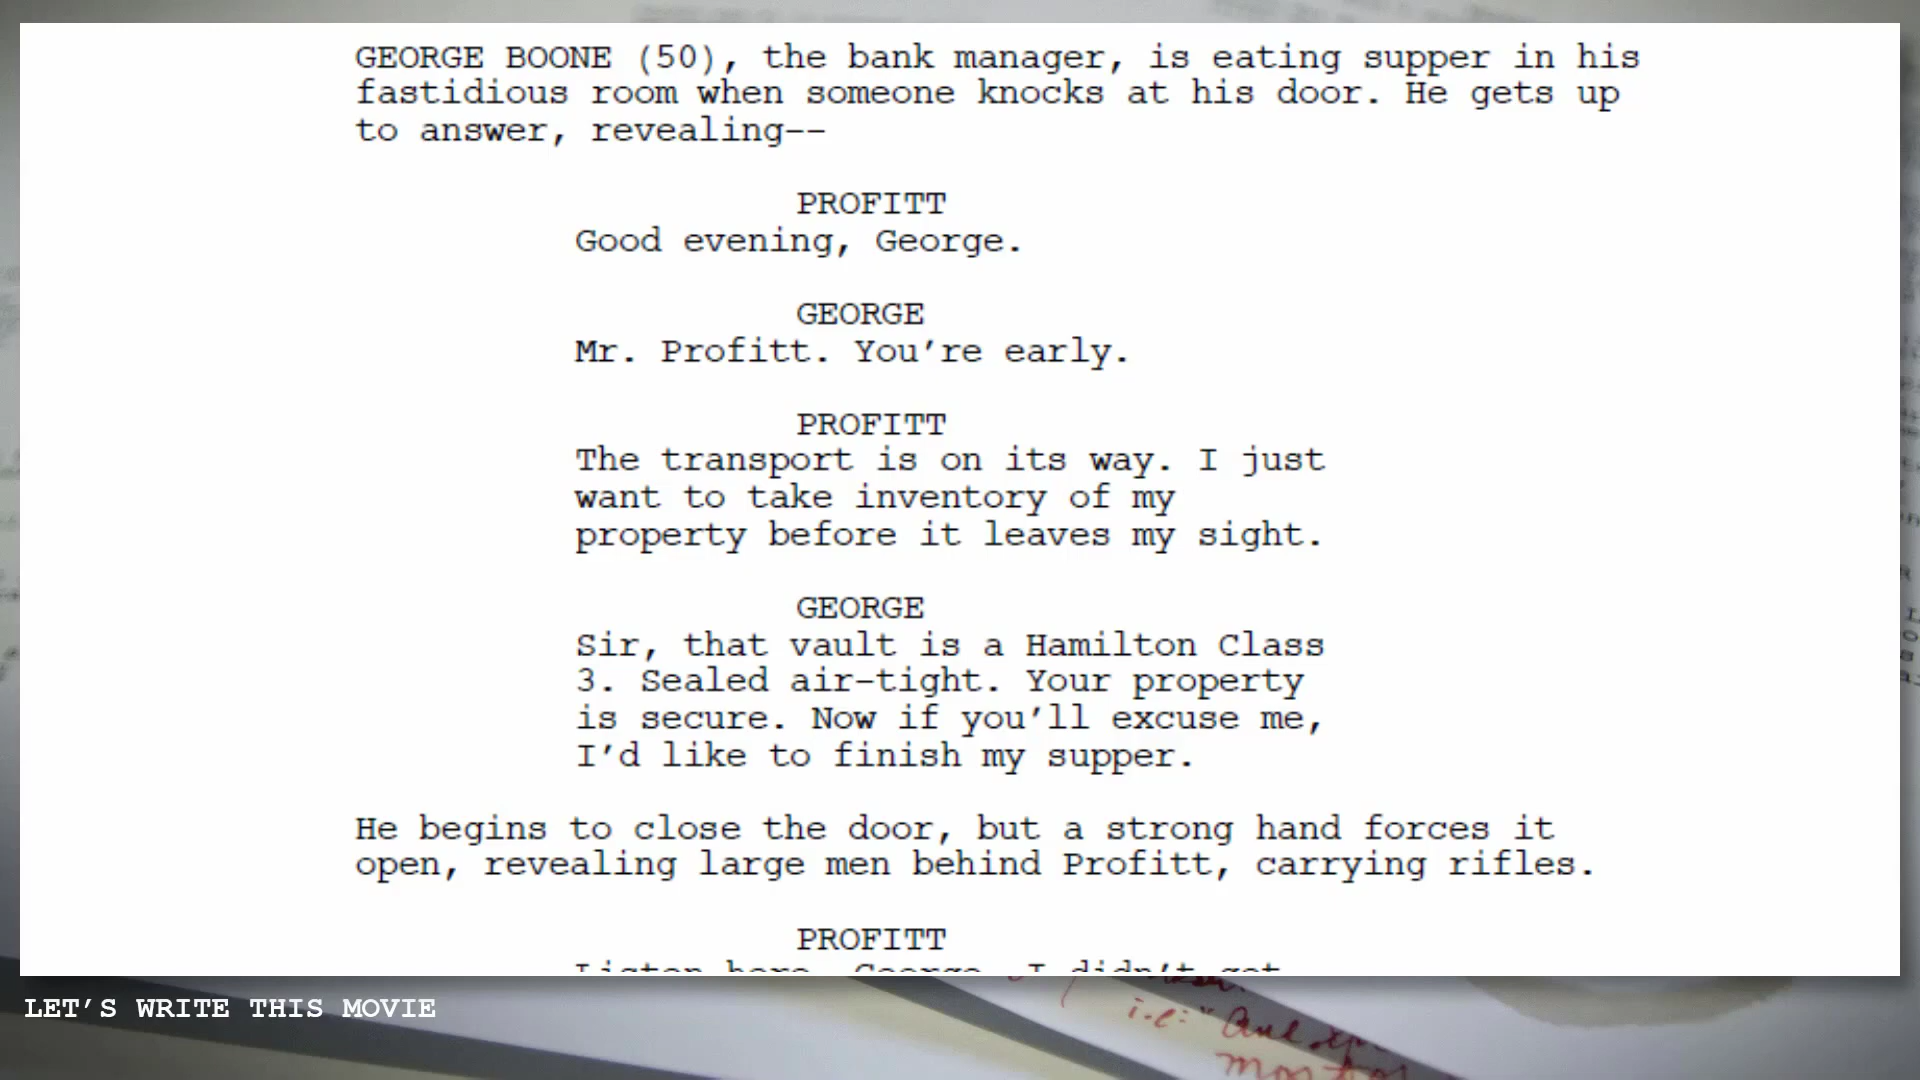 GEORGE BOONE (50), the bank manager, is eating supper in his
fastidious room when someone knocks at his door. He gets up
to answer, revealing--
PROFITT
Good evening, George.
GEORGE
Mr. Profitt. You're early.
PROFITT
The transport is on its way. I just
want to take inventory of my
property before it leaves my sight.
GEORGE
Sir, that vault is a Hamilton Class
3. Sealed air-tight. Your property
is secure. Now if you'll excuse me,
I'd like to finish my supper.
He begins to close the door, but a strong hand forces it
open, revealing large men behind Profitt, carrying rifles.
PROFITT
Listen here, George. I didn't get
LET'S WRITE THIS MOVIE
i.e: